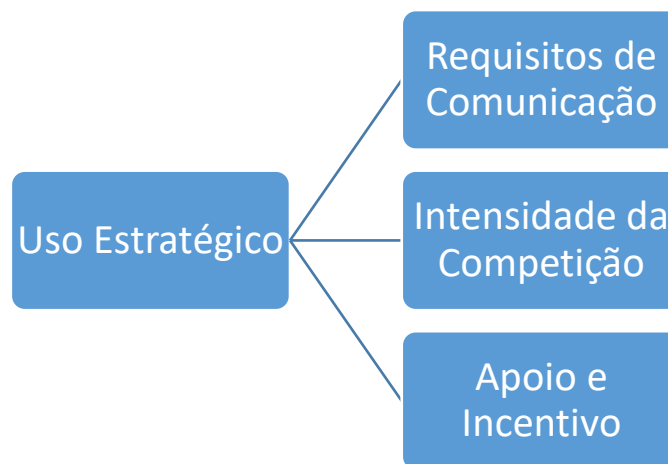 Uso Estratégico
Requisitos de
Comunicação
Intensidade da
Competição
Apoio e
Incentivo